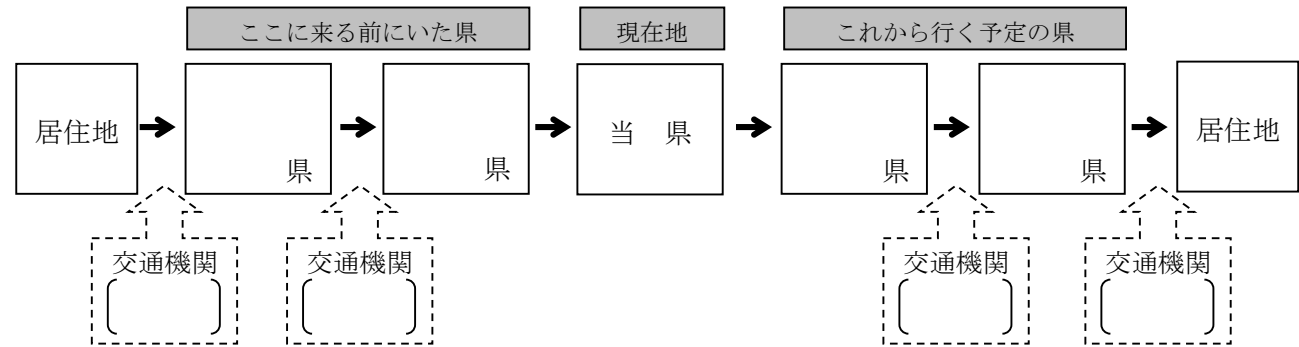 ここに来る前にいた県 現在地 これから行く予定の県
居住地 県 県 当 県 県 県 居住地
交通機関 交通機関 交通機関 交通機関